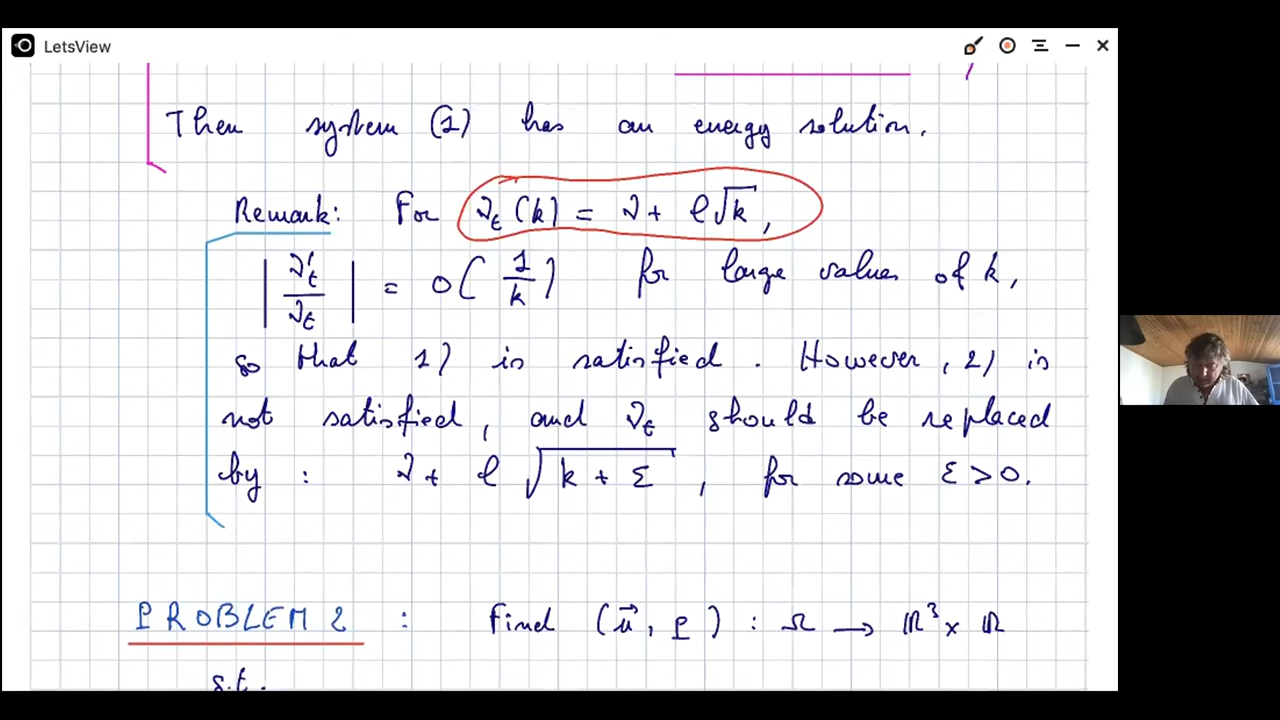 LetsView
Then system (1) has an energy solution.
Remark: For ν_t (k) = ν + ℓ√k,
| ν'_t / ν_t | = O( 1/k ) for large values of k,
so that 1) is satisfied. However, 2) is
not satisfied, and ν_t should be replaced
by : ν + ℓ √(k + ε) , for some ε > 0.
PROBLEM 2 : Find (u⃗, p) : Ω → ℝ³ × ℝ
s.t.